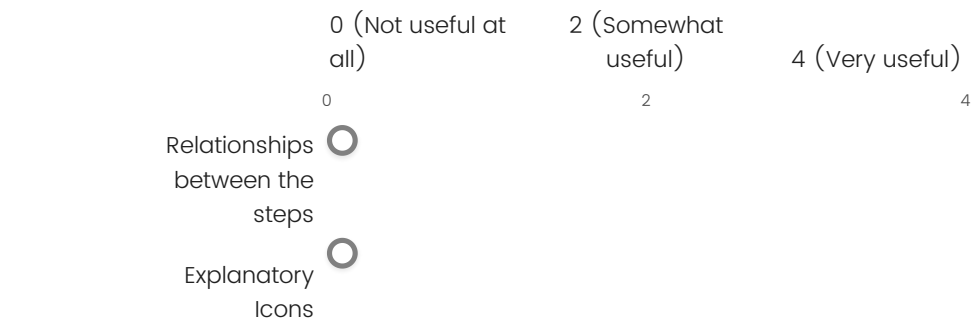 0 (Not useful at
all)
2 (Somewhat
useful)
4 (Very useful)
0
2
4
Relationships
between the
steps
Explanatory
Icons